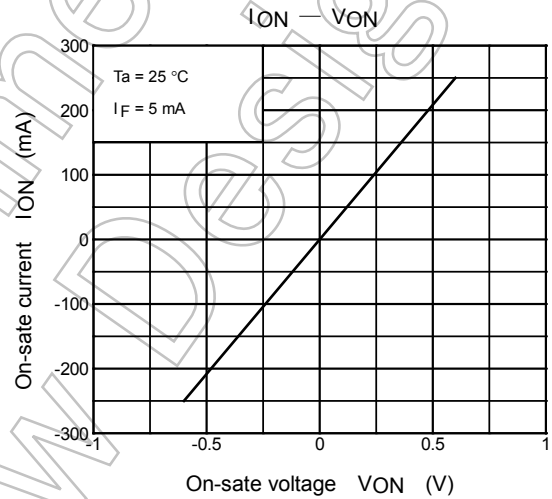 ION — VON
300
200
100
0
-100
-200
-300
Ta = 25 °C
IF = 5 mA
On-sate current ION (mA)
-1
-0.5
0
0.5
1
On-sate voltage VON (V)